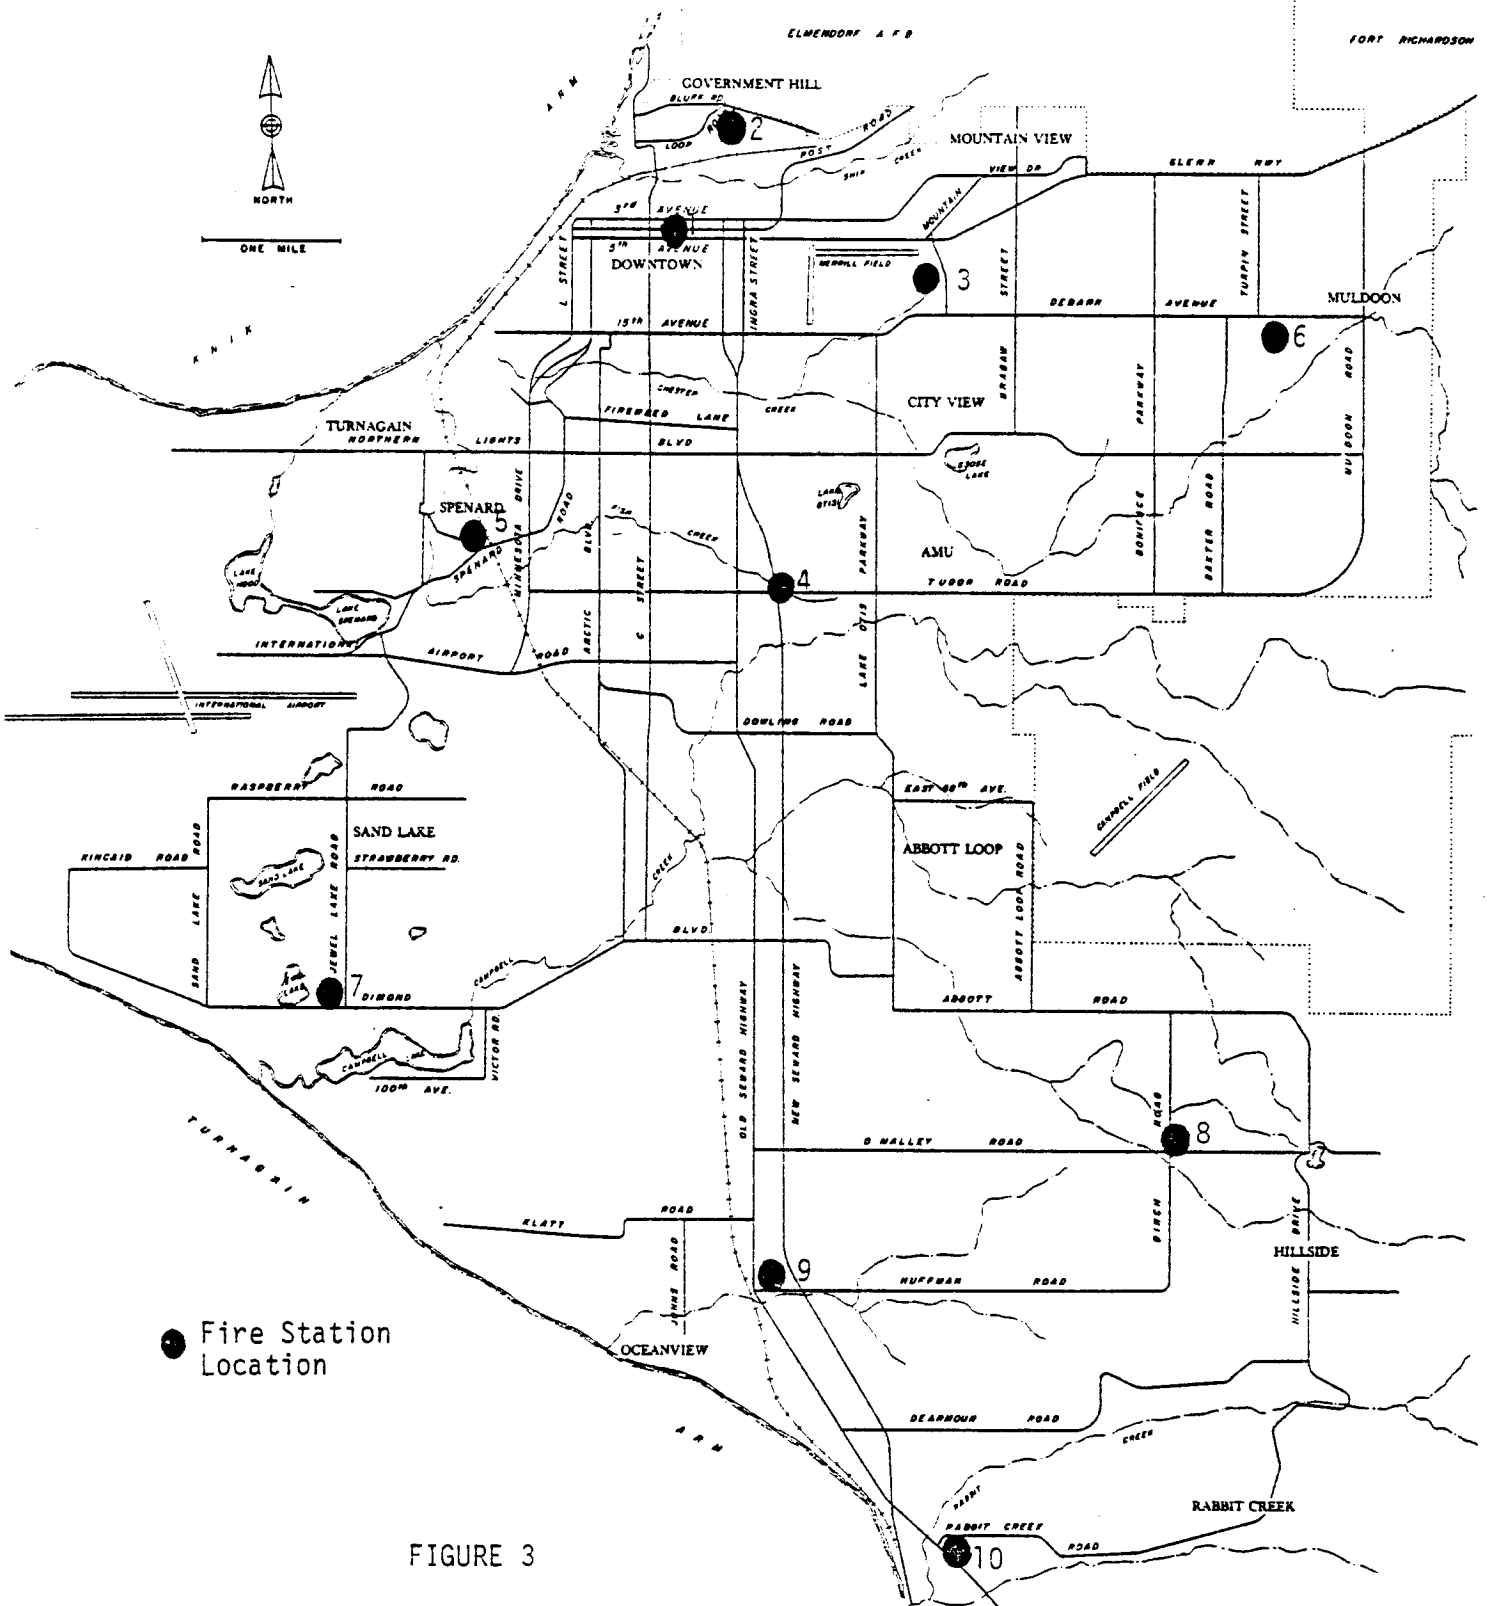 ELMENDORF A F B
FORT RICHARDSON
ARM
GOVERNMENT HILL
BLUFF RD
2
LOOP ROAD
POST ROAD
SHIP CREEK
MOUNTAIN VIEW
VIEW DR
MOUNTAIN
GLENN HWY
NORTH
ONE MILE
3rd AVENUE
1
5th AVENUE
DOWNTOWN
L STREET
INGRA STREET
MERRILL FIELD
3
STREET
BRAGAW
DEBARR AVENUE
TURPIN STREET
MULDOON
6
15th AVENUE
KNIK
CHESTER CREEK
FIREWEED LANE
CITY VIEW
PARKWAY
BONIFACE
MULDOON ROAD
TURNAGAIN
NORTHERN LIGHTS BLVD
GOOSE LAKE
LAKE OTIS
SPENARD
5
SPENARD ROAD
MINNESOTA DRIVE
FISH CREEK
ARCTIC BLVD.
C STREET
LAKE OTIS PARKWAY
AMU
BAXTER ROAD
4
TUDOR ROAD
LAKE HOOD
LAKE SPENARD
INTERNATIONAL AIRPORT ROAD
INTERNATIONAL AIRPORT
DOWLING ROAD
RASPBERRY ROAD
EAST 68th AVE.
CAMPBELL FIELD
SAND LAKE
STRAWBERRY RD.
KINCAID ROAD
SAND LAKE ROAD
SAND LAKE
JEWEL LAKE ROAD
ABBOTT LOOP
ABBOTT LOOP ROAD
CAMPBELL CREEK
BLVD.
7
DIMOND
ABBOTT ROAD
CAMPBELL LAKE
VICTOR RD.
100th AVE.
OLD SEWARD HIGHWAY
NEW SEWARD HIGHWAY
TURNAGAIN
O'MALLEY ROAD
8
BIRCH ROAD
KLATT ROAD
JOHNS ROAD
HILLSIDE
HILLSIDE DRIVE
9
HUFFMAN ROAD
Fire Station
Location
OCEANVIEW
ARM
DEARMOUR ROAD
RABBIT CREEK
RABBIT CREEK
RABBIT CREEK ROAD
10
FIGURE 3